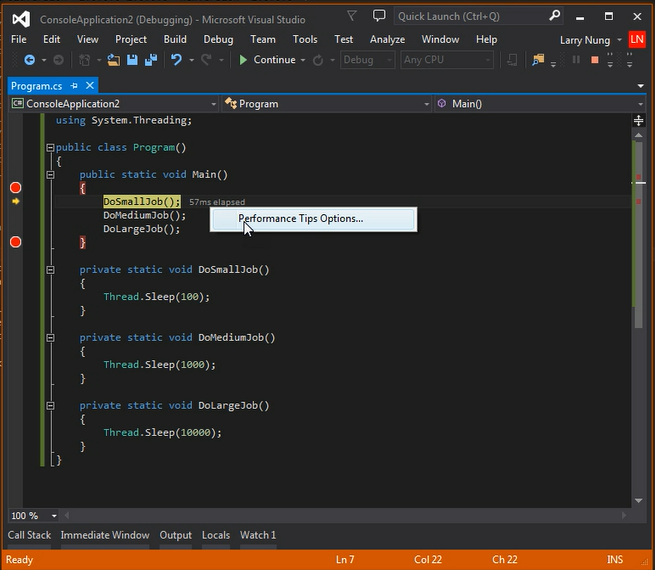 ConsoleApplication2 (Debugging) - Microsoft Visual Studio
Quick Launch (Ctrl+Q)
File Edit View Project Build Debug Team Tools Test Analyze Window Help
Larry Nung LN
Continue Debug Any CPU
Program.cs
C# ConsoleApplication2 Program Main()
using System.Threading;
public class Program()
{
public static void Main()
{
DoSmallJob(); 57ms elapsed
DoMediumJob();
Performance Tips Options...
DoLargeJob();
}
private static void DoSmallJob()
{
Thread.Sleep(100);
}
private static void DoMediumJob()
{
Thread.Sleep(1000);
}
private static void DoLargeJob()
{
Thread.Sleep(10000);
}
}
100 %
Call Stack Immediate Window Output Locals Watch 1
Ready Ln 7 Col 22 Ch 22 INS